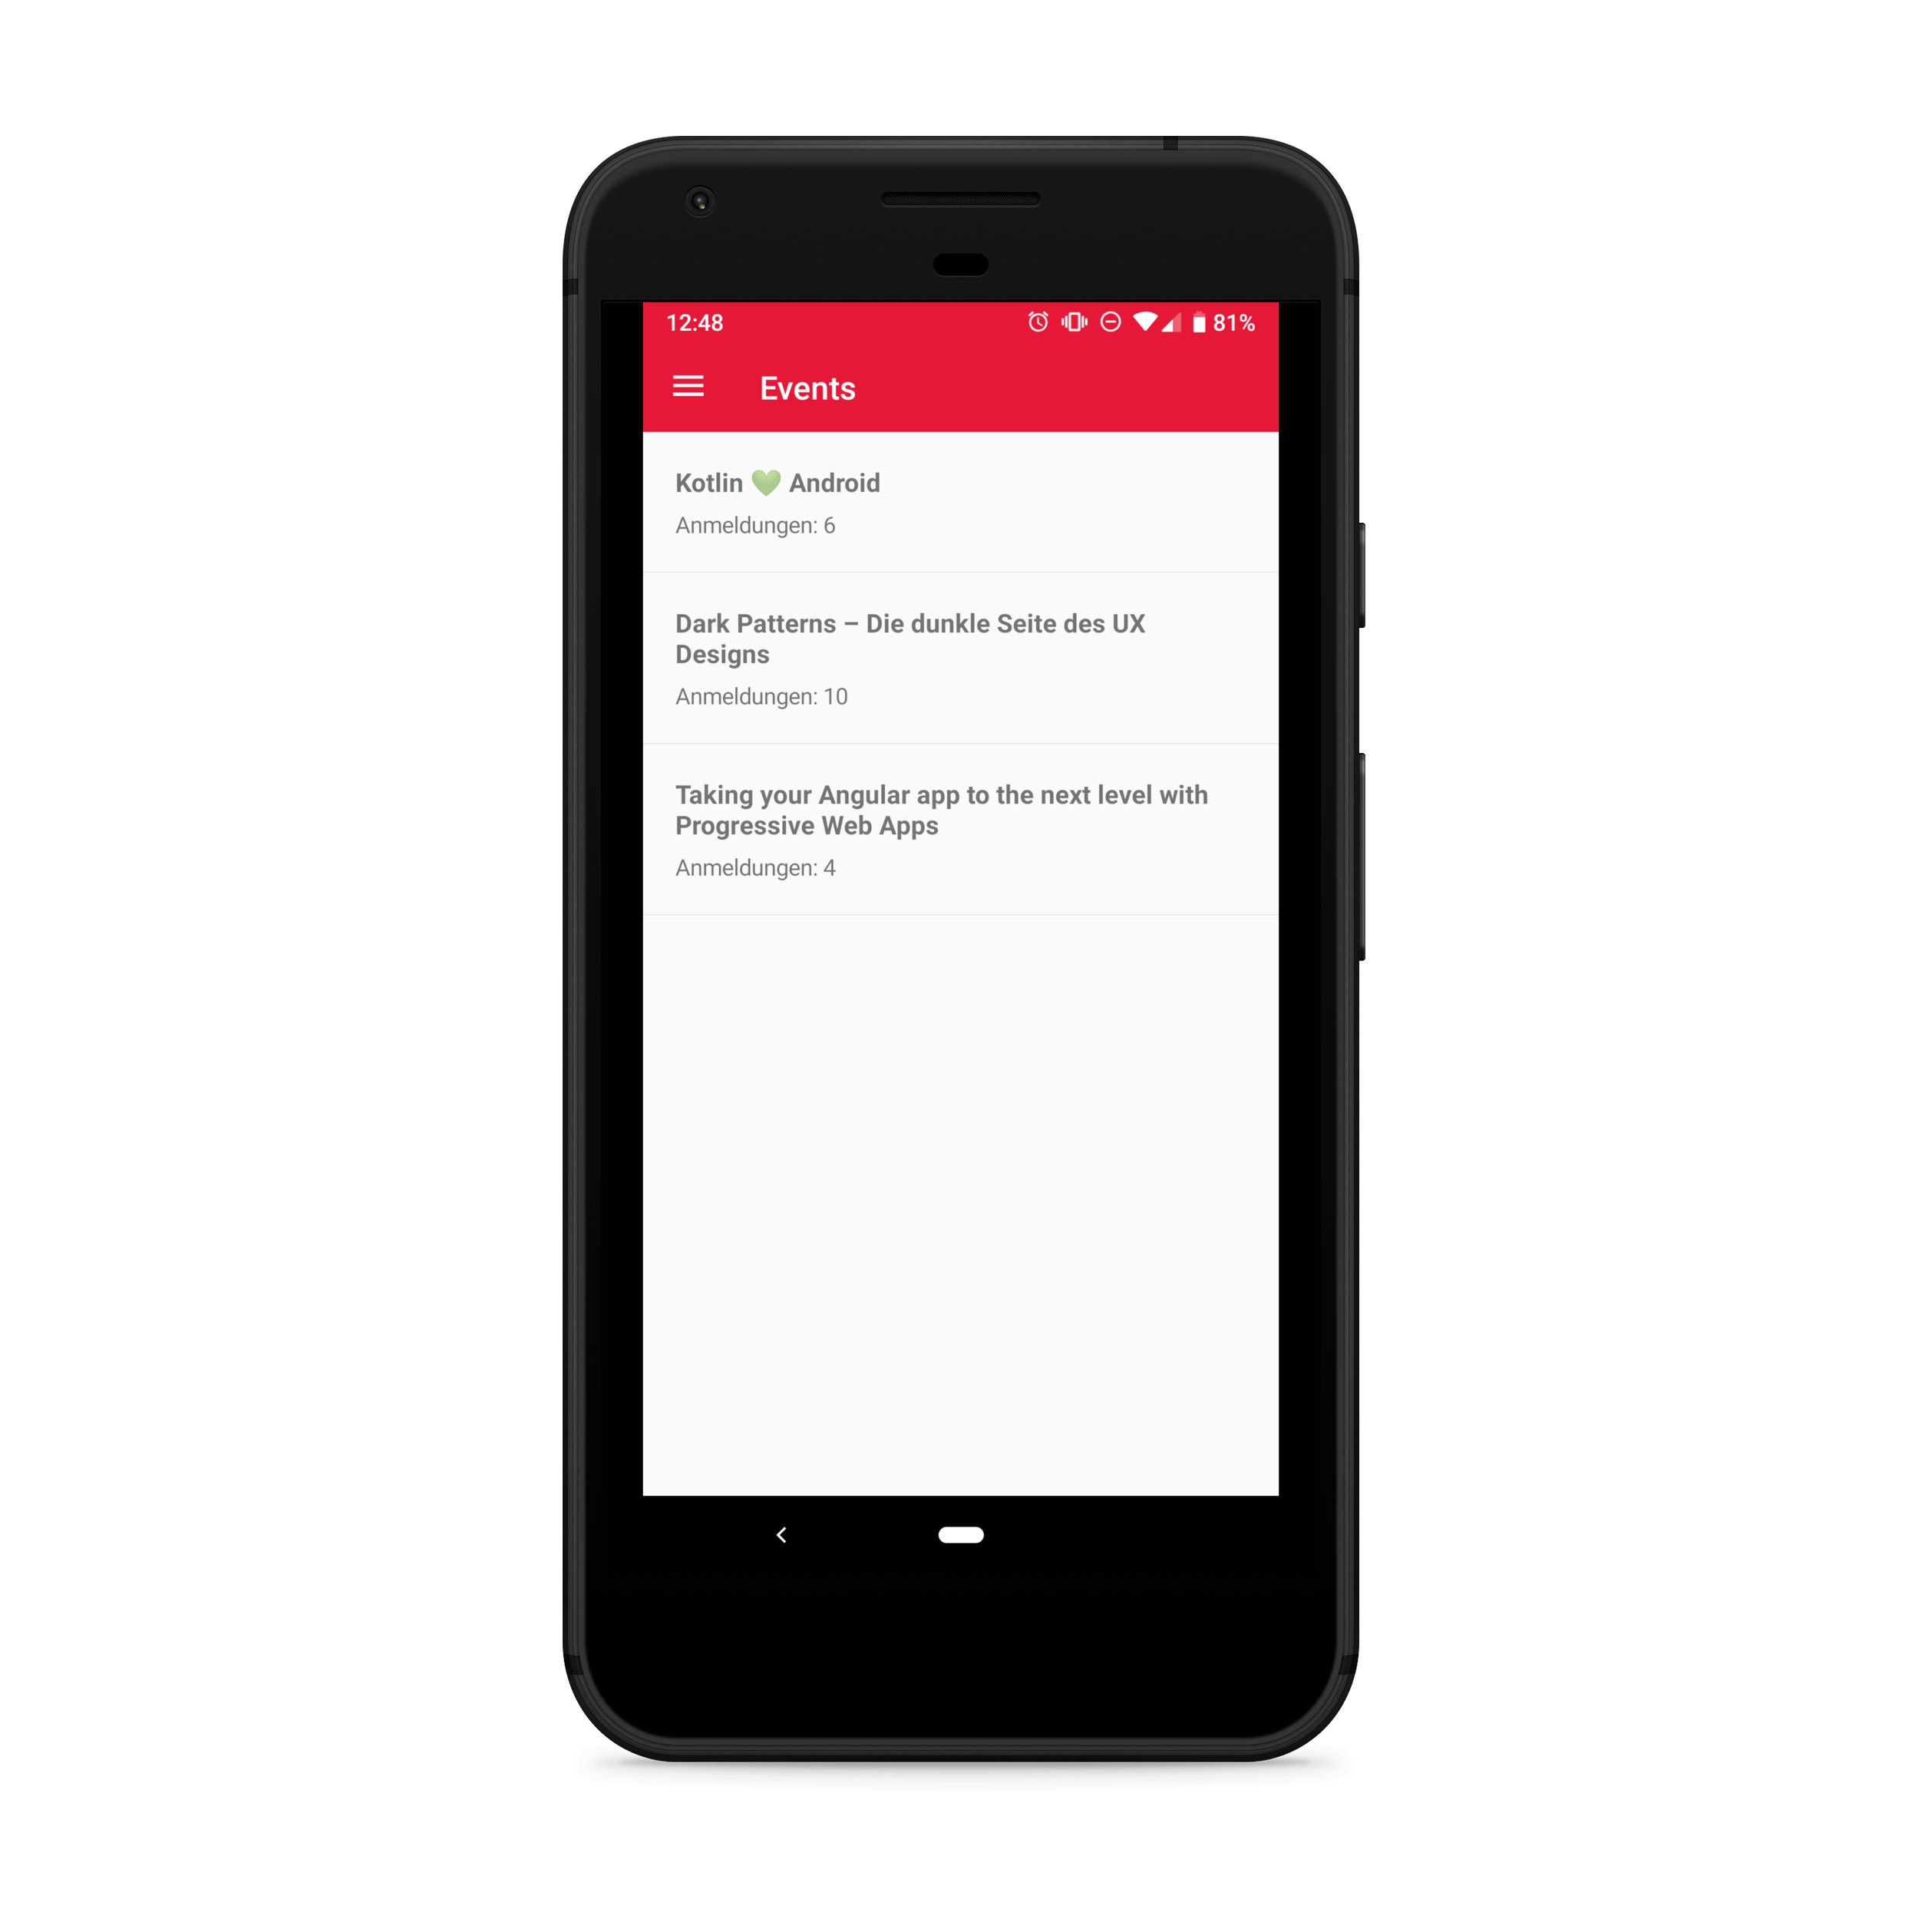 12:48 81%
Events
Kotlin 💚 Android
Anmeldungen: 6
Dark Patterns – Die dunkle Seite des UX
Designs
Anmeldungen: 10
Taking your Angular app to the next level with
Progressive Web Apps
Anmeldungen: 4